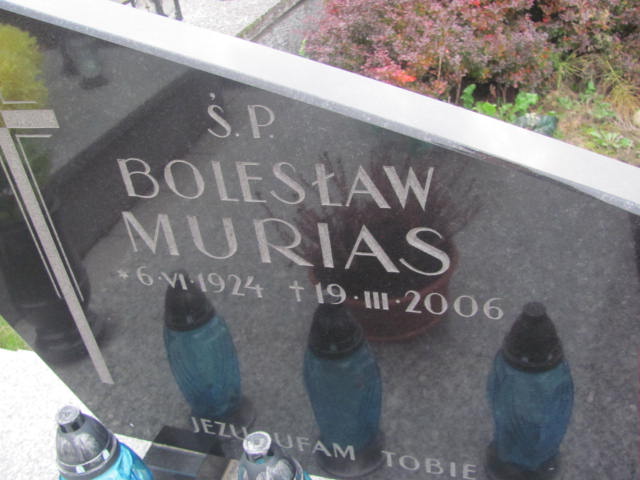 Ś.P.
BOLESŁAW
MURIAS
*6·VI·1924 †19·III·2006
JEZU UFAM TOBIE